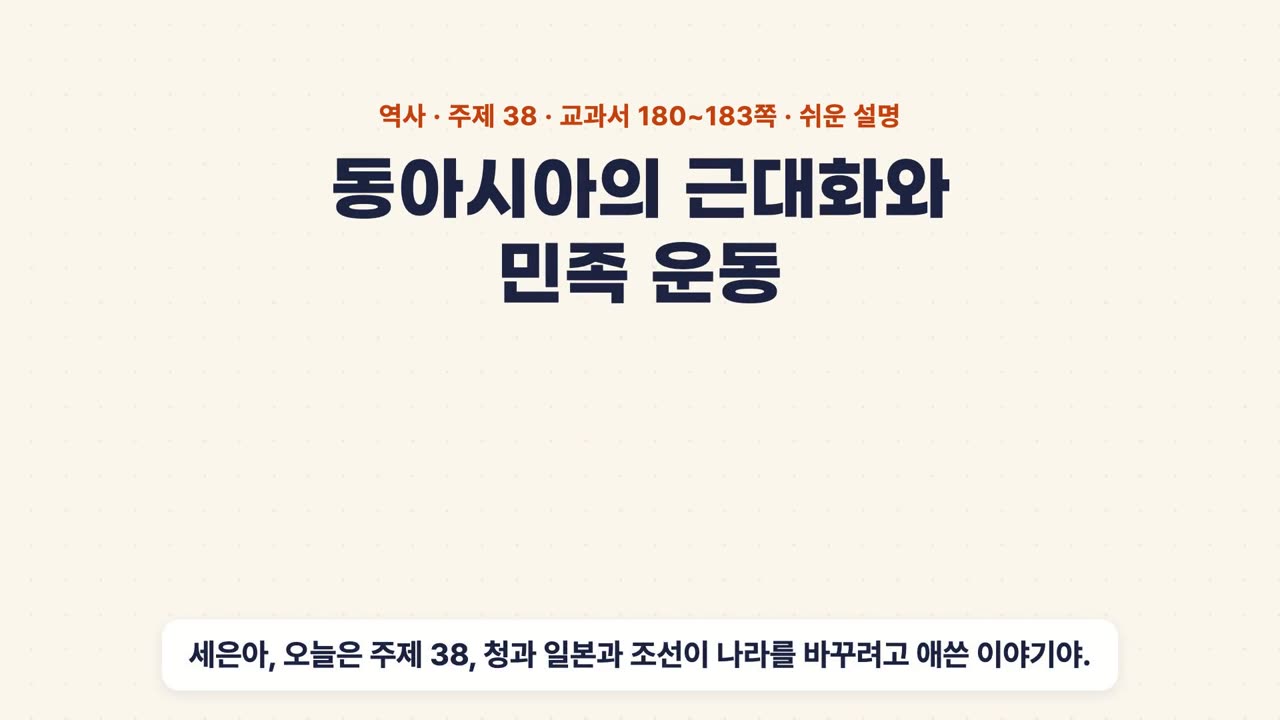 역사 · 주제 38 · 교과서 180~183쪽 · 쉬운 설명
동아시아의 근대화와
민족 운동
세은아, 오늘은 주제 38, 청과 일본과 조선이 나라를 바꾸려고 애쓴 이야기야.